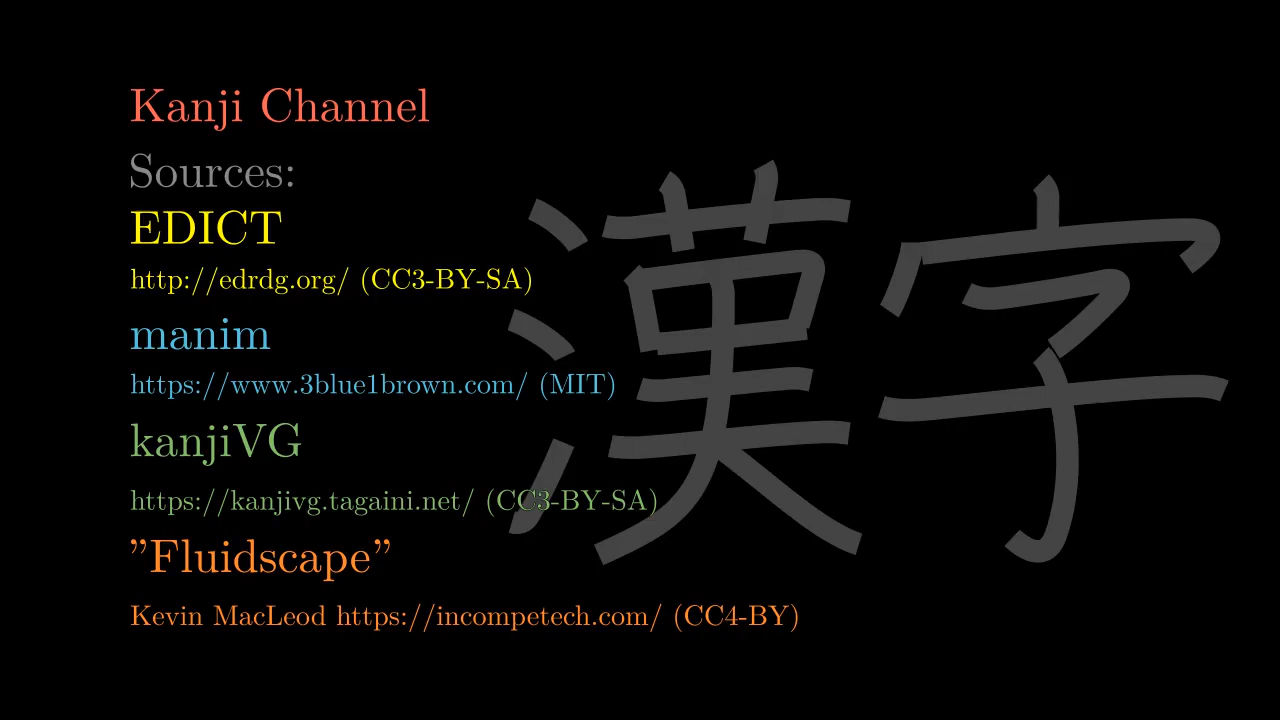 Kanji Channel
Sources:
EDICT
http://edrdg.org/ (CC3-BY-SA)
manim
https://www.3blue1brown.com/ (MIT)
kanjiVG
https://kanjivg.tagaini.net/ (CC3-BY-SA)
”Fluidscape”
Kevin MacLeod https://incompetech.com/ (CC4-BY)
漢字